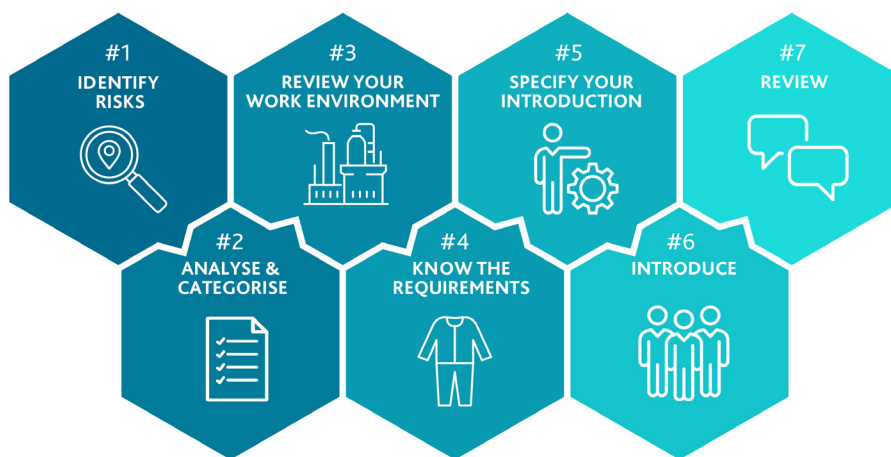 #1
IDENTIFY
RISKS
#2
ANALYSE &
CATEGORISE
#3
REVIEW YOUR
WORK ENVIRONMENT
#4
KNOW THE
REQUIREMENTS
#5
SPECIFY YOUR
INTRODUCTION
#6
INTRODUCE
#7
REVIEW